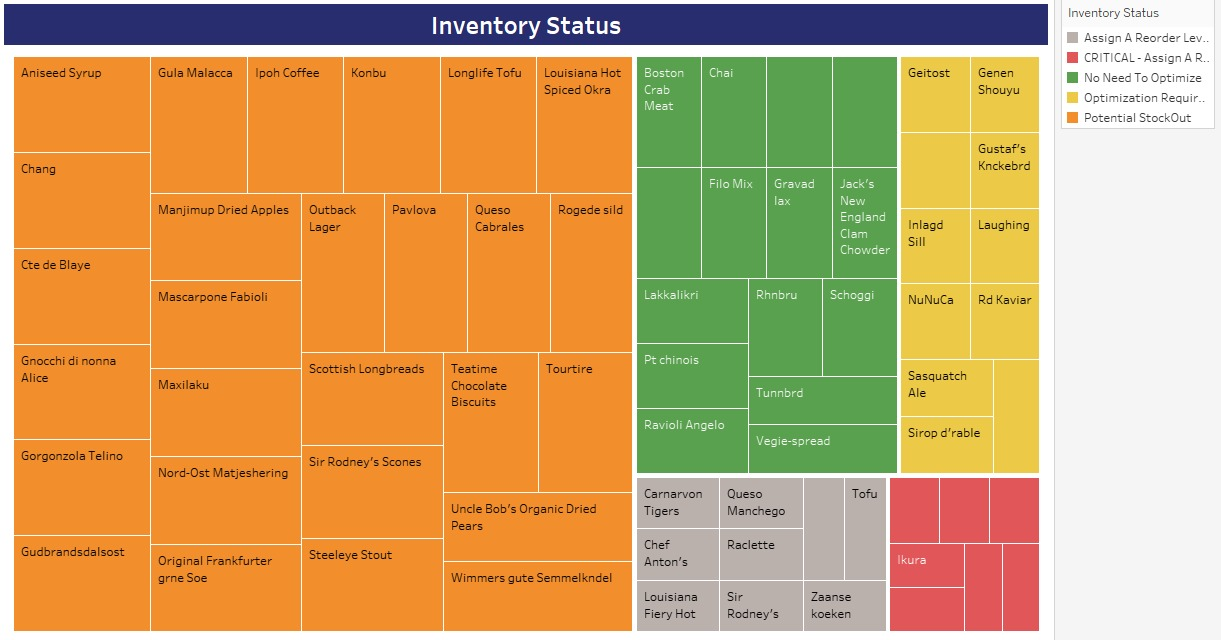 Inventory Status
Inventory Status
Assign A Reorder Lev..
CRITICAL - Assign A R..
No Need To Optimize
Optimization Requir..
Potential StockOut
Aniseed Syrup
Chang
Cte de Blaye
Gnocchi di nonna
Alice
Gorgonzola Telino
Gudbrandsdalsost
Gula Malacca
Ipoh Coffee
Konbu
Longlife Tofu
Louisiana Hot
Spiced Okra
Manjimup Dried Apples
Mascarpone Fabioli
Maxilaku
Nord-Ost Matjeshering
Original Frankfurter
grne Soe
Outback
Lager
Pavlova
Queso
Cabrales
Rogede sild
Scottish Longbreads
Sir Rodney's Scones
Steeleye Stout
Teatime
Chocolate
Biscuits
Tourtire
Uncle Bob's Organic Dried
Pears
Wimmers gute Semmelkndel
Boston
Crab
Meat
Chai
Filo Mix
Gravad
lax
Jack's
New
England
Clam
Chowder
Lakkalikri
Pt chinois
Ravioli Angelo
Rhnbru
Schoggi
Tunnbrd
Vegie-spread
Geitost
Genen
Shouyu
Gustaf's
Knckebrd
Inlagd
Sill
Laughing
NuNuCa
Rd Kaviar
Sasquatch
Ale
Sirop d'rable
Carnarvon
Tigers
Queso
Manchego
Tofu
Chef
Anton's
Raclette
Louisiana
Fiery Hot
Sir
Rodney's
Zaanse
koeken
Ikura